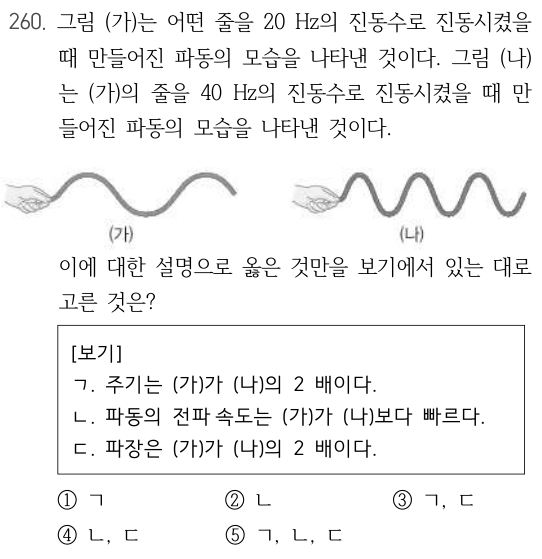 260. 그림 (가)는 어떤 줄을 20 Hz의 진동수로 진동시켰을
때 만들어진 파동의 모습을 나타낸 것이다. 그림 (나)
는 (가)의 줄을 40 Hz의 진동수로 진동시켰을 때 만
들어진 파동의 모습을 나타낸 것이다.
(가)
(나)
이에 대한 설명으로 옳은 것만을 보기에서 있는 대로
고른 것은?
[보기]
ㄱ. 주기는 (가)가 (나)의 2 배이다.
ㄴ. 파동의 전파 속도는 (가)가 (나)보다 빠르다.
ㄷ. 파장은 (가)가 (나)의 2 배이다.
① ㄱ ② ㄴ ③ ㄱ, ㄷ
④ ㄴ, ㄷ ⑤ ㄱ, ㄴ, ㄷ